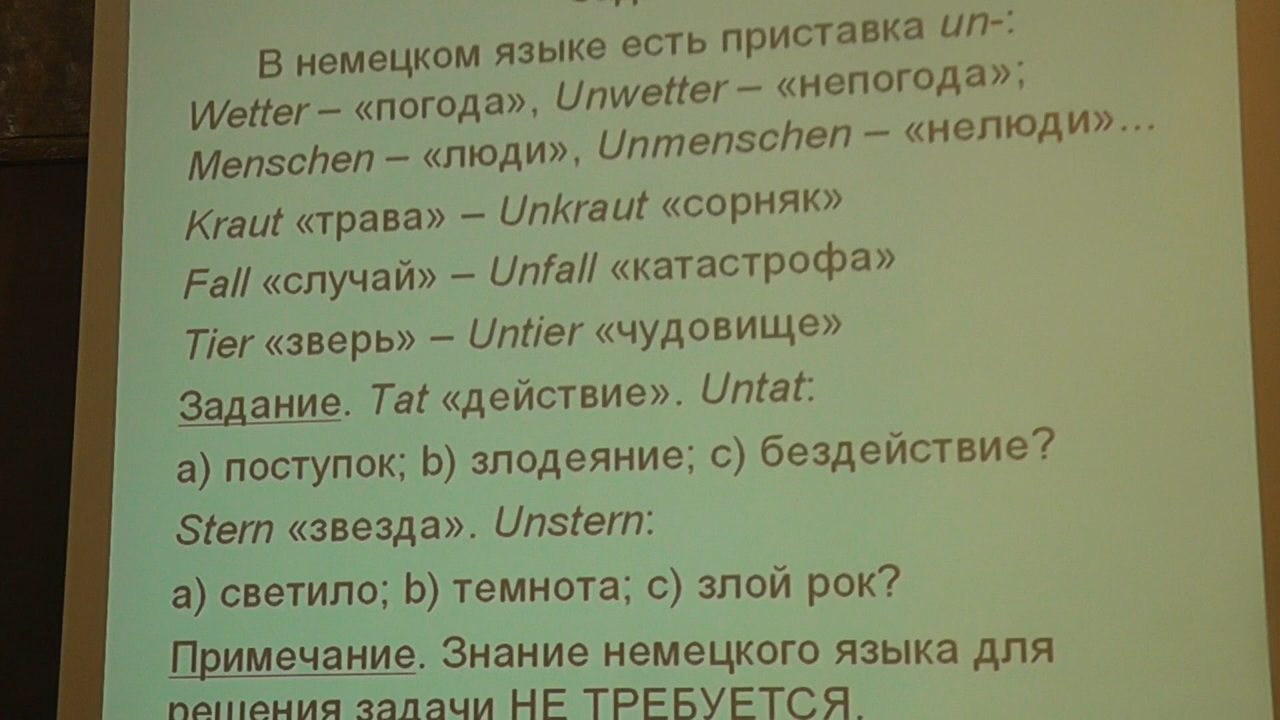 В немецком языке есть приставка un-:
Wetter – «погода», Unwetter – «непогода»;
Menschen – «люди», Unmenschen – «нелюди»...
Kraut «трава» – Unkraut «сорняк»
Fall «случай» – Unfall «катастрофа»
Tier «зверь» – Untier «чудовище»
Задание. Tat «действие». Untat:
a) поступок; b) злодеяние; c) бездействие?
Stern «звезда». Unstern:
a) светило; b) темнота; c) злой рок?
Примечание. Знание немецкого языка для
решения задачи НЕ ТРЕБУЕТСЯ.